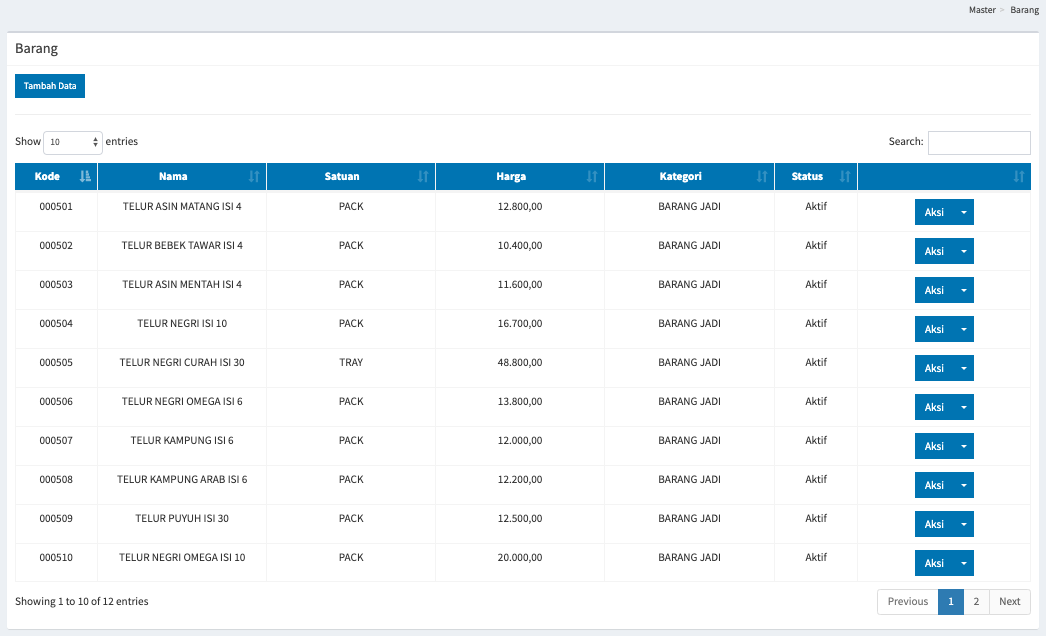 Master > Barang
Barang
Tambah Data
Show 10 entries Search:
Kode Nama Satuan Harga Kategori Status
000501 TELUR ASIN MATANG ISI 4 PACK 12.800,00 BARANG JADI Aktif Aksi
000502 TELUR BEBEK TAWAR ISI 4 PACK 10.400,00 BARANG JADI Aktif Aksi
000503 TELUR ASIN MENTAH ISI 4 PACK 11.600,00 BARANG JADI Aktif Aksi
000504 TELUR NEGRI ISI 10 PACK 16.700,00 BARANG JADI Aktif Aksi
000505 TELUR NEGRI CURAH ISI 30 TRAY 48.800,00 BARANG JADI Aktif Aksi
000506 TELUR NEGRI OMEGA ISI 6 PACK 13.800,00 BARANG JADI Aktif Aksi
000507 TELUR KAMPUNG ISI 6 PACK 12.000,00 BARANG JADI Aktif Aksi
000508 TELUR KAMPUNG ARAB ISI 6 PACK 12.200,00 BARANG JADI Aktif Aksi
000509 TELUR PUYUH ISI 30 PACK 12.500,00 BARANG JADI Aktif Aksi
000510 TELUR NEGRI OMEGA ISI 10 PACK 20.000,00 BARANG JADI Aktif Aksi
Showing 1 to 10 of 12 entries Previous 1 2 Next